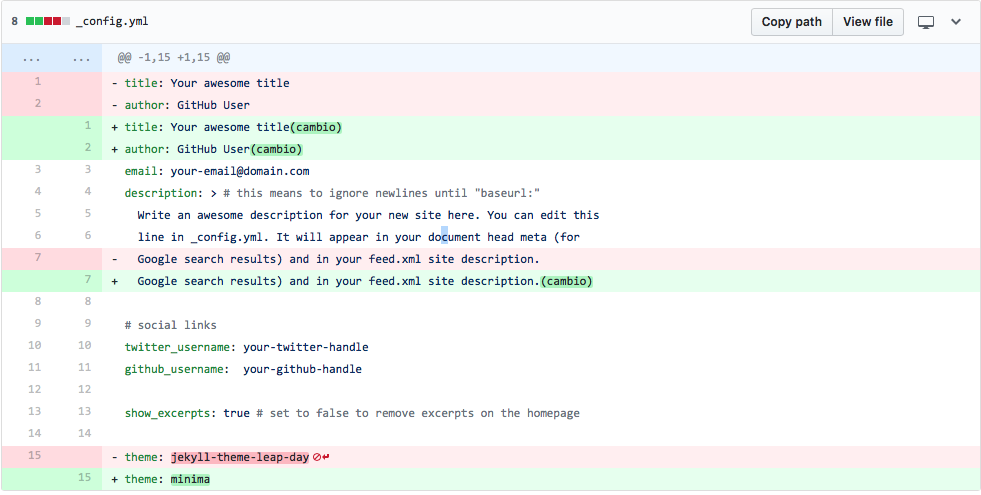 8 _config.yml Copy path View file
... ... @@ -1,15 +1,15 @@
1 - title: Your awesome title
2 - author: GitHub User
1 + title: Your awesome title(cambio)
2 + author: GitHub User(cambio)
3 3 email: your-email@domain.com
4 4 description: > # this means to ignore newlines until "baseurl:"
5 5 Write an awesome description for your new site here. You can edit this
6 6 line in _config.yml. It will appear in your document head meta (for
7 - Google search results) and in your feed.xml site description.
7 + Google search results) and in your feed.xml site description.(cambio)
8 8
9 9 # social links
10 10 twitter_username: your-twitter-handle
11 11 github_username:  your-github-handle
12 12
13 13 show_excerpts: true # set to false to remove excerpts on the homepage
14 14
15 - theme: jekyll-theme-leap-day
15 + theme: minima